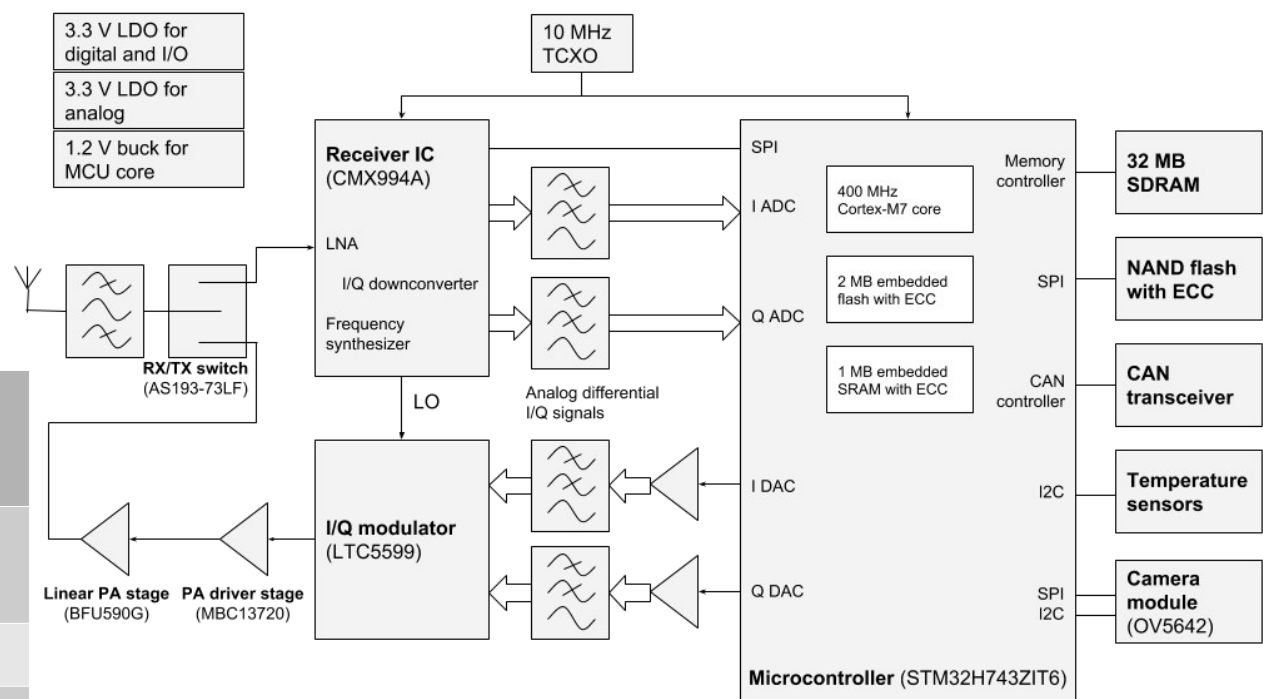 3.3 V LDO for
digital and I/O
3.3 V LDO for
analog
1.2 V buck for
MCU core
10 MHz
TCXO
Receiver IC
(CMX994A)
LNA
I/Q downconverter
Frequency
synthesizer
RX/TX switch
(AS193-73LF)
LO
Analog differential
I/Q signals
I/Q modulator
(LTC5599)
Linear PA stage
(BFU590G)
PA driver stage
(MBC13720)
SPI
I ADC
Q ADC
I DAC
Q DAC
400 MHz
Cortex-M7 core
2 MB embedded
flash with ECC
1 MB embedded
SRAM with ECC
Memory
controller
SPI
CAN
controller
I2C
SPI
I2C
Microcontroller (STM32H743ZIT6)
32 MB
SDRAM
NAND flash
with ECC
CAN
transceiver
Temperature
sensors
Camera
module
(OV5642)